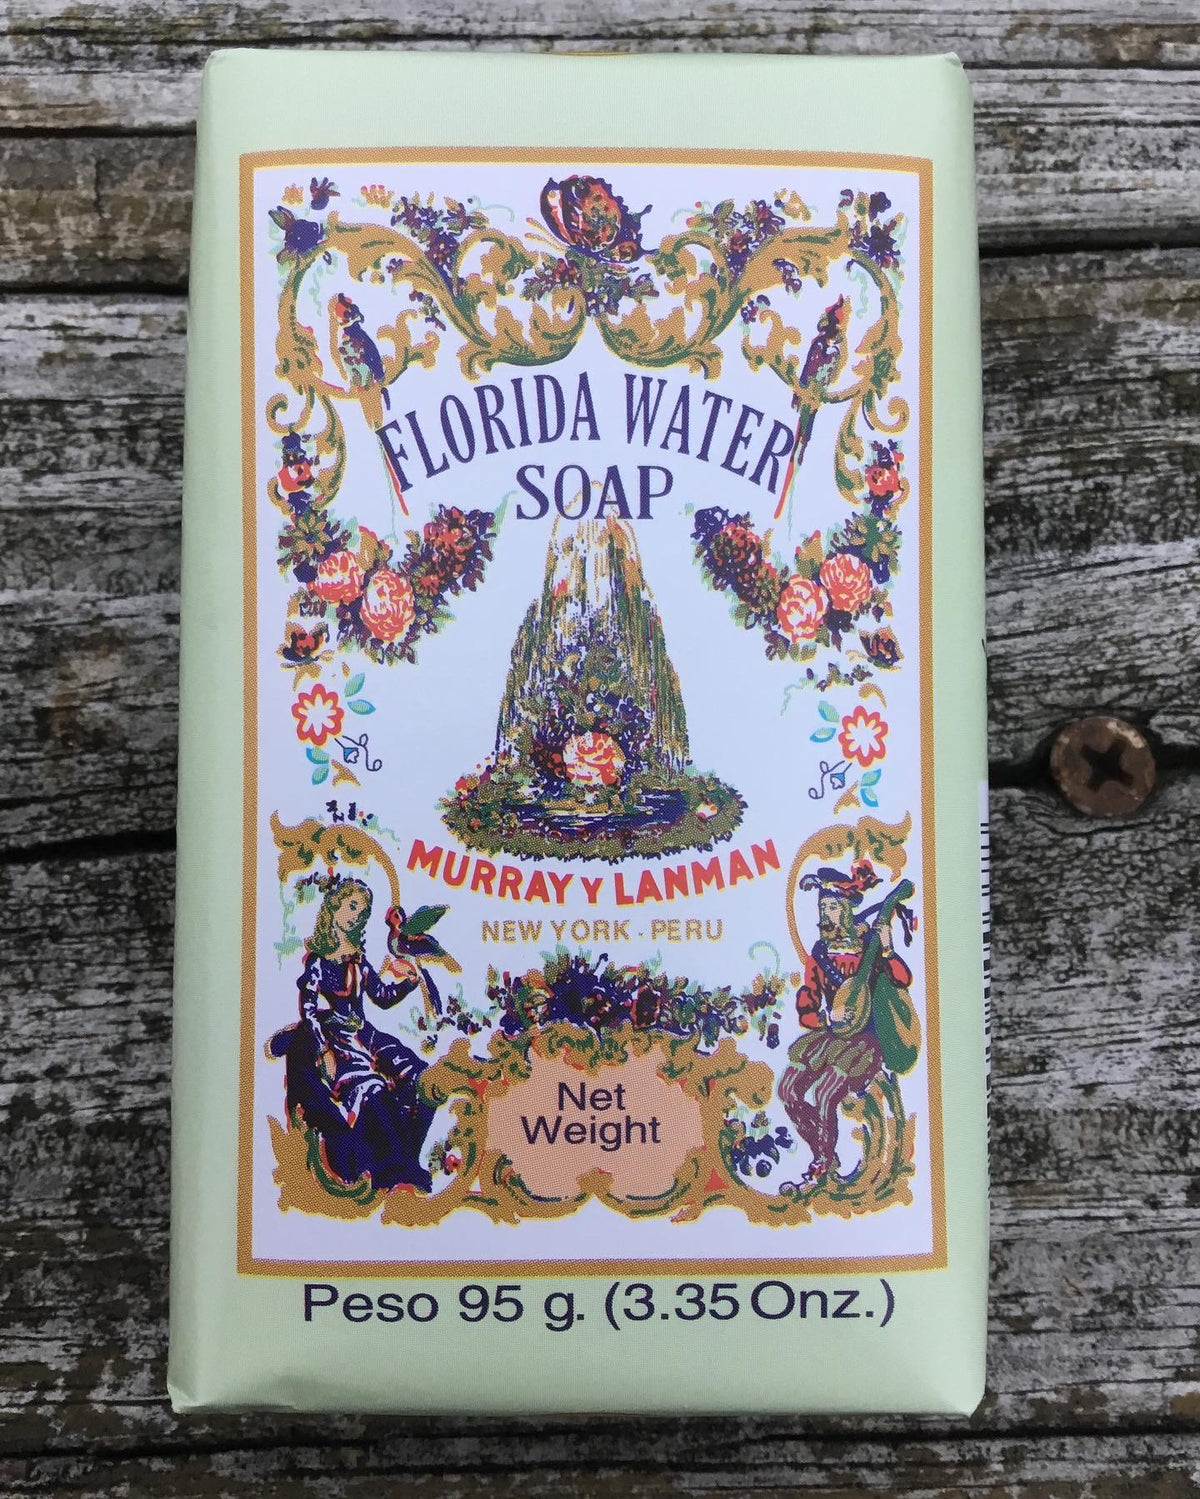 FLORIDA WATER
SOAP
MURRAY Y LANMAN
NEW YORK - PERU
Net
Weight
Peso 95 g. (3.35 Onz.)